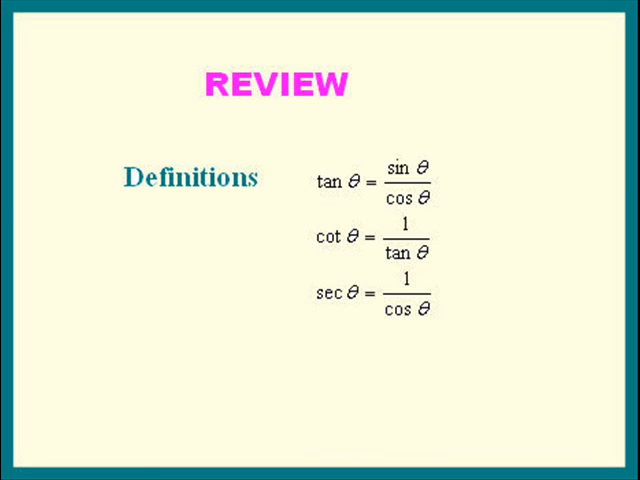 REVIEW
Definitions
tan θ = sin θ / cos θ
cot θ = 1 / tan θ
sec θ = 1 / cos θ